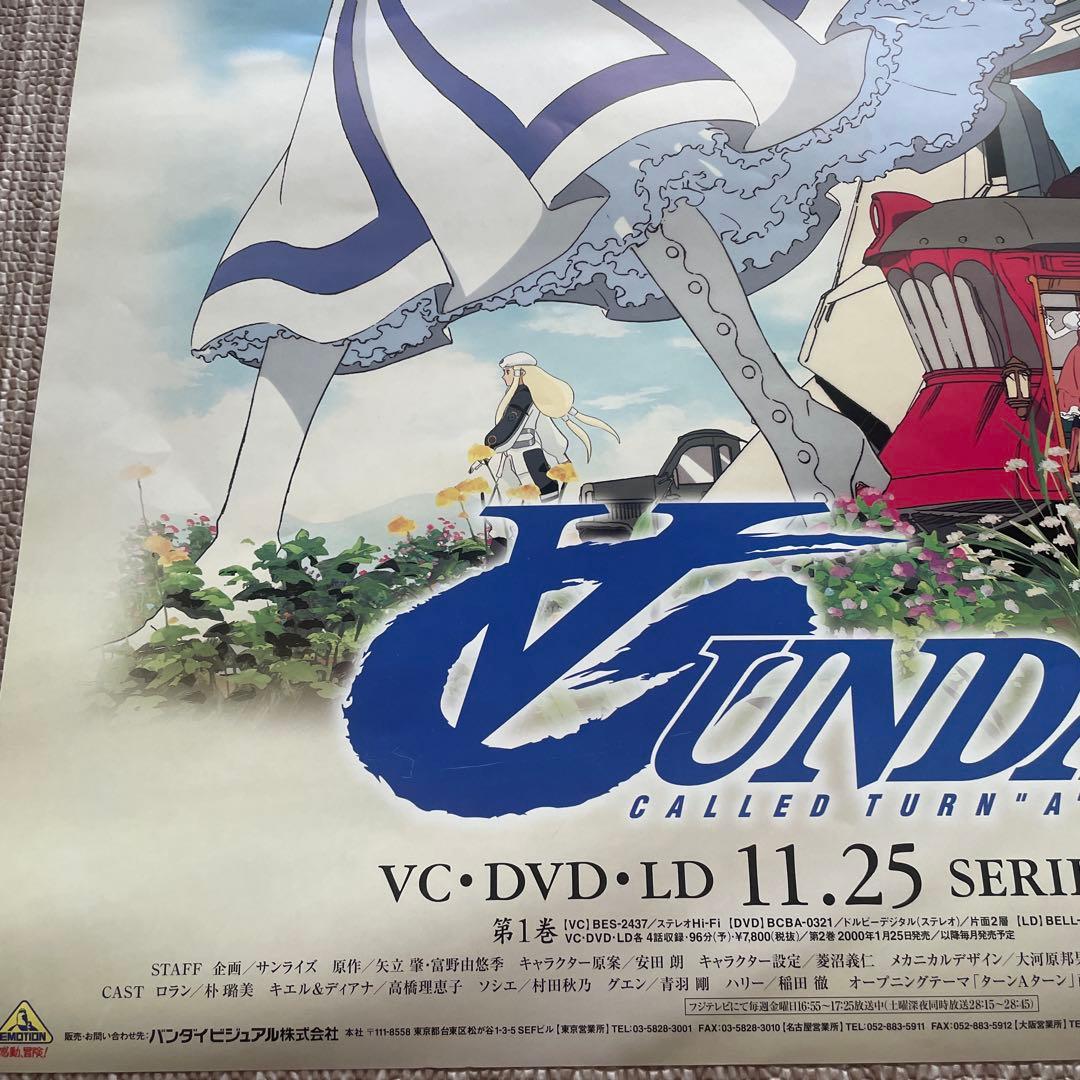 ∀UNDA
CALLED TURN "A"
VC・DVD・LD 11.25 SERI
第1巻 【VC】BES-2437／ステレオHi-Fi 【DVD】BCBA-0321／ドルビーデジタル(ステレオ)／片面2層 【LD】BELL-
VC・DVD・LD各 4話収録・96分(予)・¥7,800(税抜)／第2巻 2000年1月25日発売／以降毎月発売予定
STAFF 企画／サンライズ 原作／矢立 肇・富野由悠季 キャラクター原案／安田 朗 キャラクター設定／菱沼義仁 メカニカルデザイン／大河原邦男
CAST ロラン／朴 璐美 キエル&ディアナ／高橋理恵子 ソシエ／村田秋乃 グエン／青羽 剛 ハリー／稲田 徹 オープニングテーマ「ターンAターン」
フジテレビにて毎週金曜日16:55〜17:25放送中(土曜深夜同時放送28:15〜28:45)
EMOTION
感動、冒険!
販売・お問い合わせ先:バンダイビジュアル株式会社 本社 〒111-8558 東京都台東区松が谷1-3-5 SEFビル 【東京営業所】TEL:03-5828-3001 FAX:03-5828-3010 【名古屋営業所】TEL:052-883-5911 FAX:052-883-5912 【大阪営業所】TE